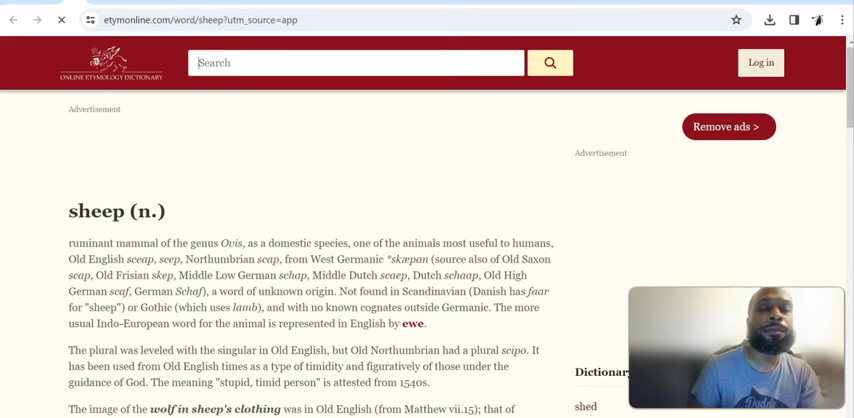 etymonline.com/word/sheep?utm_source=app
ONLINE ETYMOLOGY DICTIONARY
Search
Log in
Advertisement
Remove ads >
Advertisement
sheep (n.)
ruminant mammal of the genus Ovis, as a domestic species, one of the animals most useful to humans,
Old English sceap, scep, Northumbrian scap, from West Germanic *skæpan (source also of Old Saxon
scap, Old Frisian skep, Middle Low German schap, Middle Dutch scaep, Dutch schaap, Old High
German scaf, German Schaf), a word of unknown origin. Not found in Scandinavian (Danish has faar
for "sheep") or Gothic (which uses lamb), and with no known cognates outside Germanic. The more
usual Indo-European word for the animal is represented in English by ewe.
The plural was leveled with the singular in Old English, but Old Northumbrian had a plural scipo. It
has been used from Old English times as a type of timidity and figuratively of those under the
guidance of God. The meaning "stupid, timid person" is attested from 1540s.
The image of the wolf in sheep's clothing was in Old English (from Matthew vii.15); that of
Dictionary
shed
Daddy